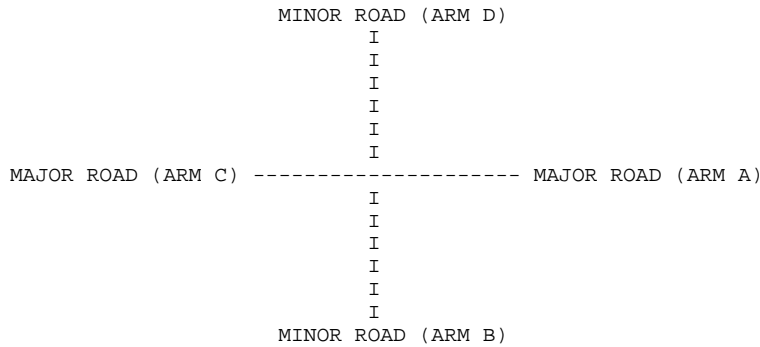 MINOR ROAD (ARM D)
I
I
I
I
I
I
MAJOR ROAD (ARM C) --------------------- MAJOR ROAD (ARM A)
I
I
I
I
I
I
MINOR ROAD (ARM B)